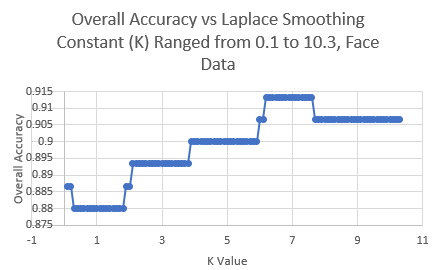 Overall Accuracy vs Laplace Smoothing
Constant (K) Ranged from 0.1 to 10.3, Face
Data
0.915
0.91
0.905
0.9
0.895
0.89
0.885
0.88
0.875
Overall Accuracy
-1 1 3 5 7 9 11
K Value